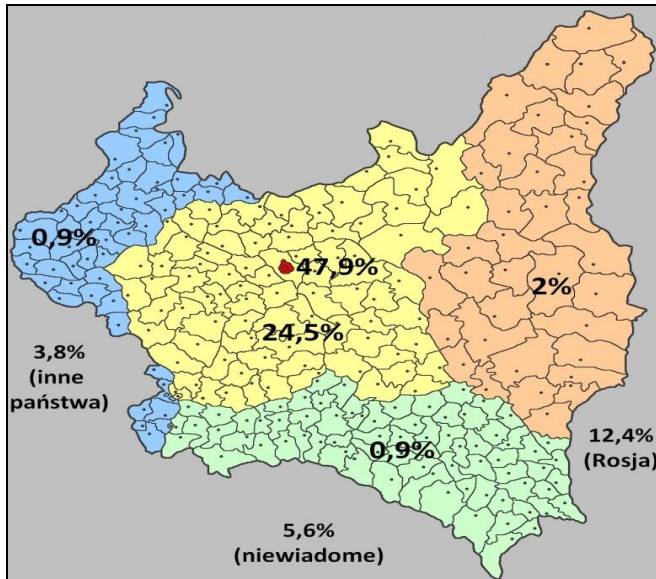 0,9%
47,9%
2%
24,5%
3,8%
(inne
państwa)
0,9%
12,4%
(Rosja)
5,6%
(niewiadome)